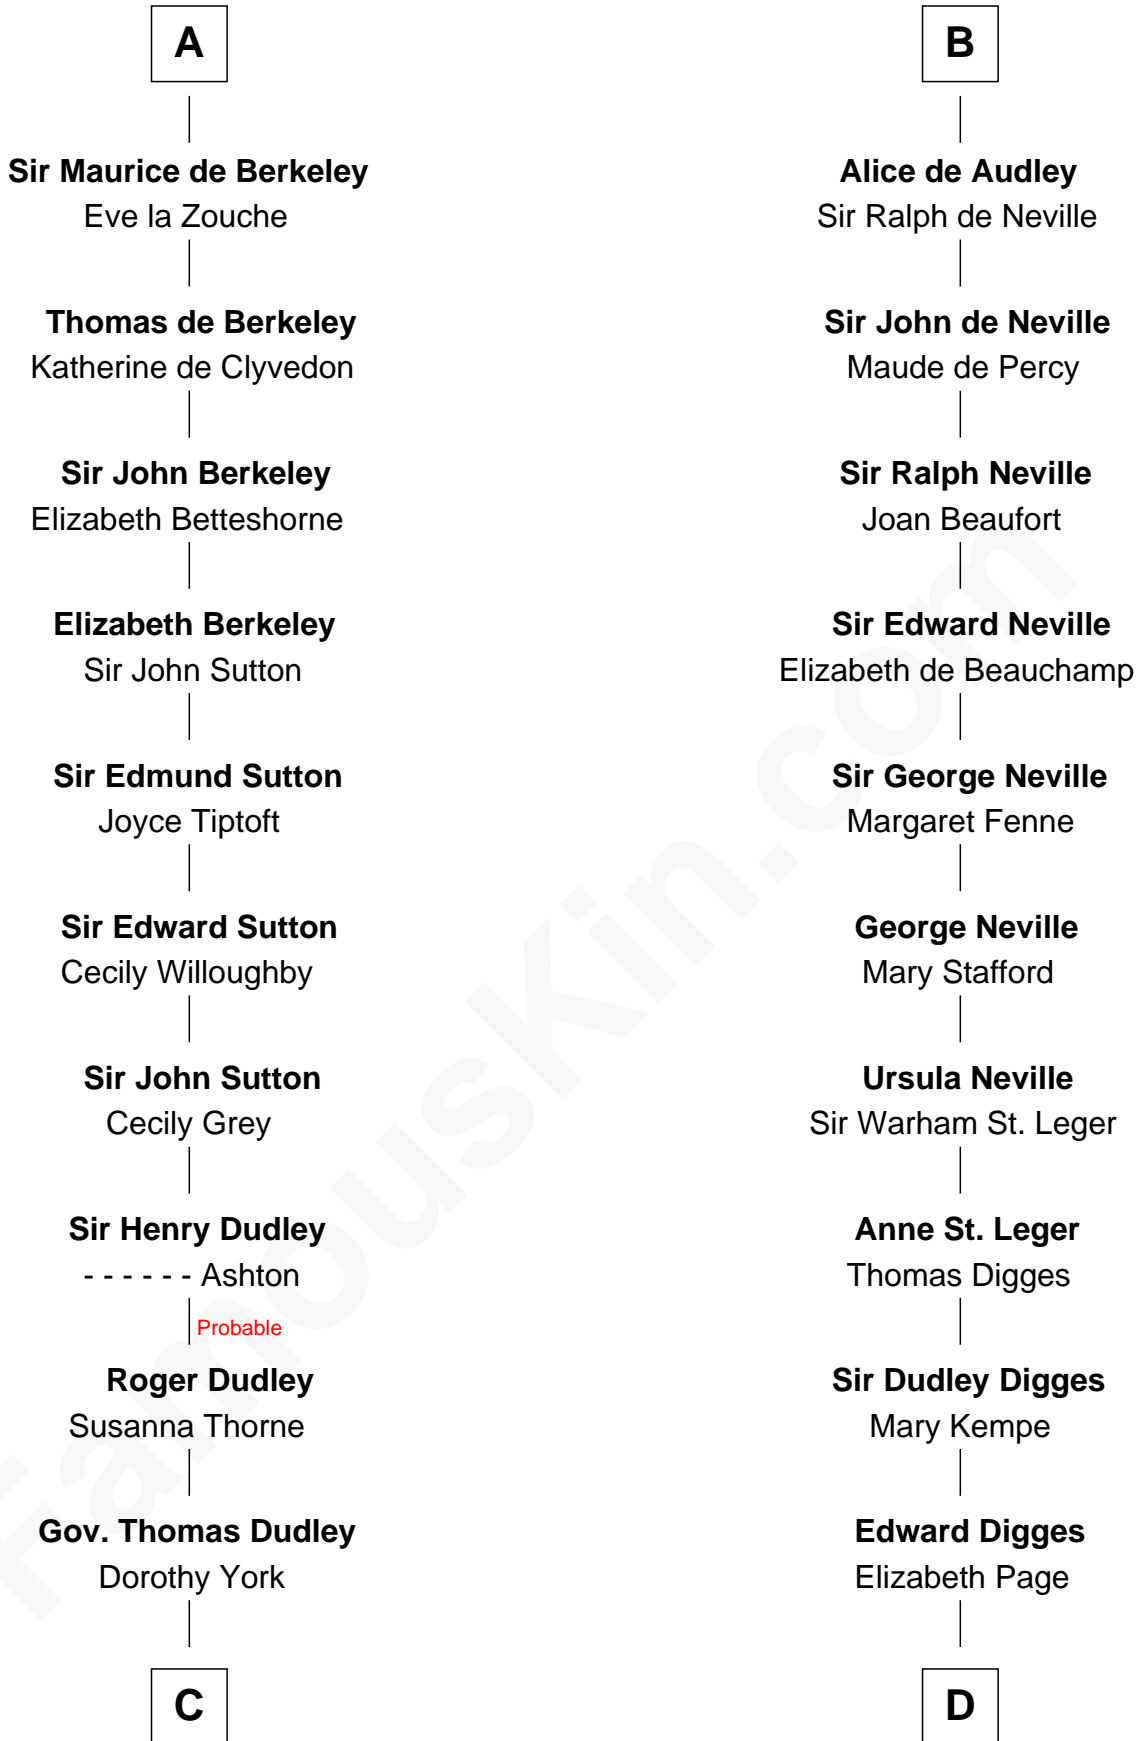 A
Sir Maurice de Berkeley
Eve la Zouche
Thomas de Berkeley
Katherine de Clyvedon
Sir John Berkeley
Elizabeth Betteshorne
Elizabeth Berkeley
Sir John Sutton
Sir Edmund Sutton
Joyce Tiptoft
Sir Edward Sutton
Cecily Willoughby
Sir John Sutton
Cecily Grey
Sir Henry Dudley
- - - - - - Ashton
Probable
Roger Dudley
Susanna Thorne
Gov. Thomas Dudley
Dorothy York
C
B
Alice de Audley
Sir Ralph de Neville
Sir John de Neville
Maude de Percy
Sir Ralph Neville
Joan Beaufort
Sir Edward Neville
Elizabeth de Beauchamp
Sir George Neville
Margaret Fenne
George Neville
Mary Stafford
Ursula Neville
Sir Warham St. Leger
Anne St. Leger
Thomas Digges
Sir Dudley Digges
Mary Kempe
Edward Digges
Elizabeth Page
D
FamousKin.com